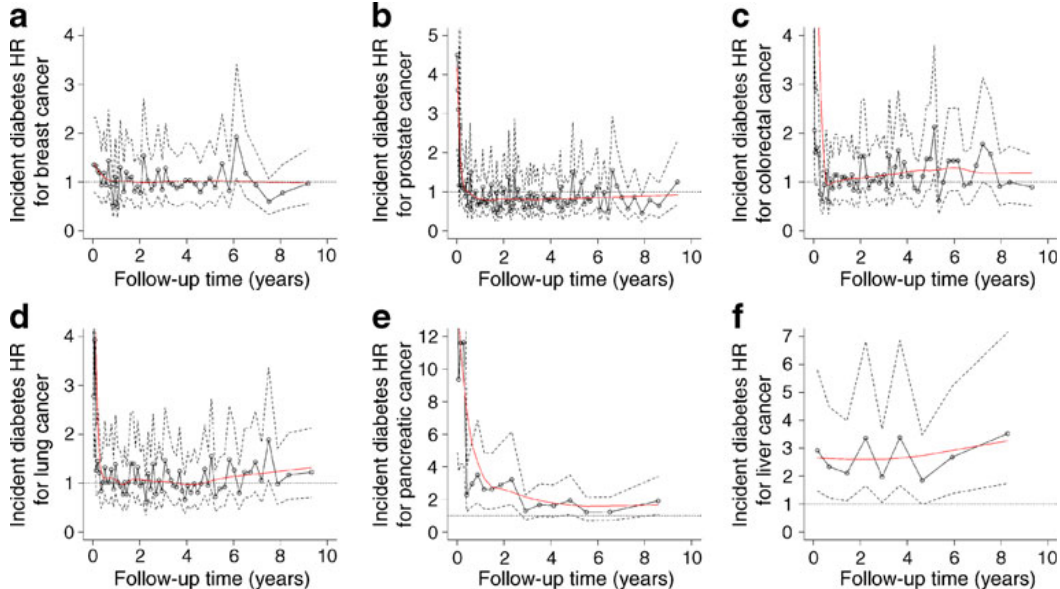 a
Incident diabetes HR
for breast cancer
4
3
2
1
0
0 2 4 6 8 10
Follow-up time (years)
b
Incident diabetes HR
for prostate cancer
5
4
3
2
1
0
0 2 4 6 8 10
Follow-up time (years)
c
Incident diabetes HR
for colorectal cancer
4
3
2
1
0
0 2 4 6 8 10
Follow-up time (years)
d
Incident diabetes HR
for lung cancer
4
3
2
1
0
0 2 4 6 8 10
Follow-up time (years)
e
Incident diabetes HR
for pancreatic cancer
12
10
8
6
4
2
0
0 2 4 6 8 10
Follow-up time (years)
f
Incident diabetes HR
for liver cancer
7
6
5
4
3
2
1
0
0 2 4 6 8 10
Follow-up time (years)